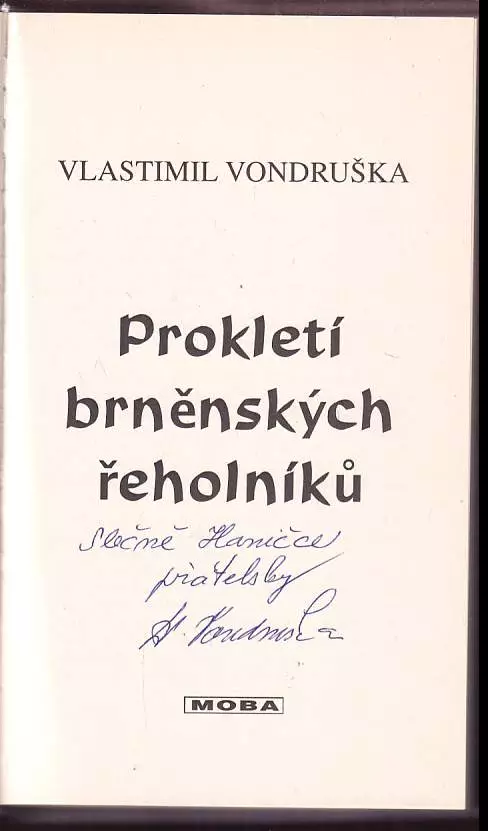 VLASTIMIL VONDRUŠKA
Prokletí
brněnských
řeholníků
slečně Haničce
přátelsky
V. Vondruška
MOBA